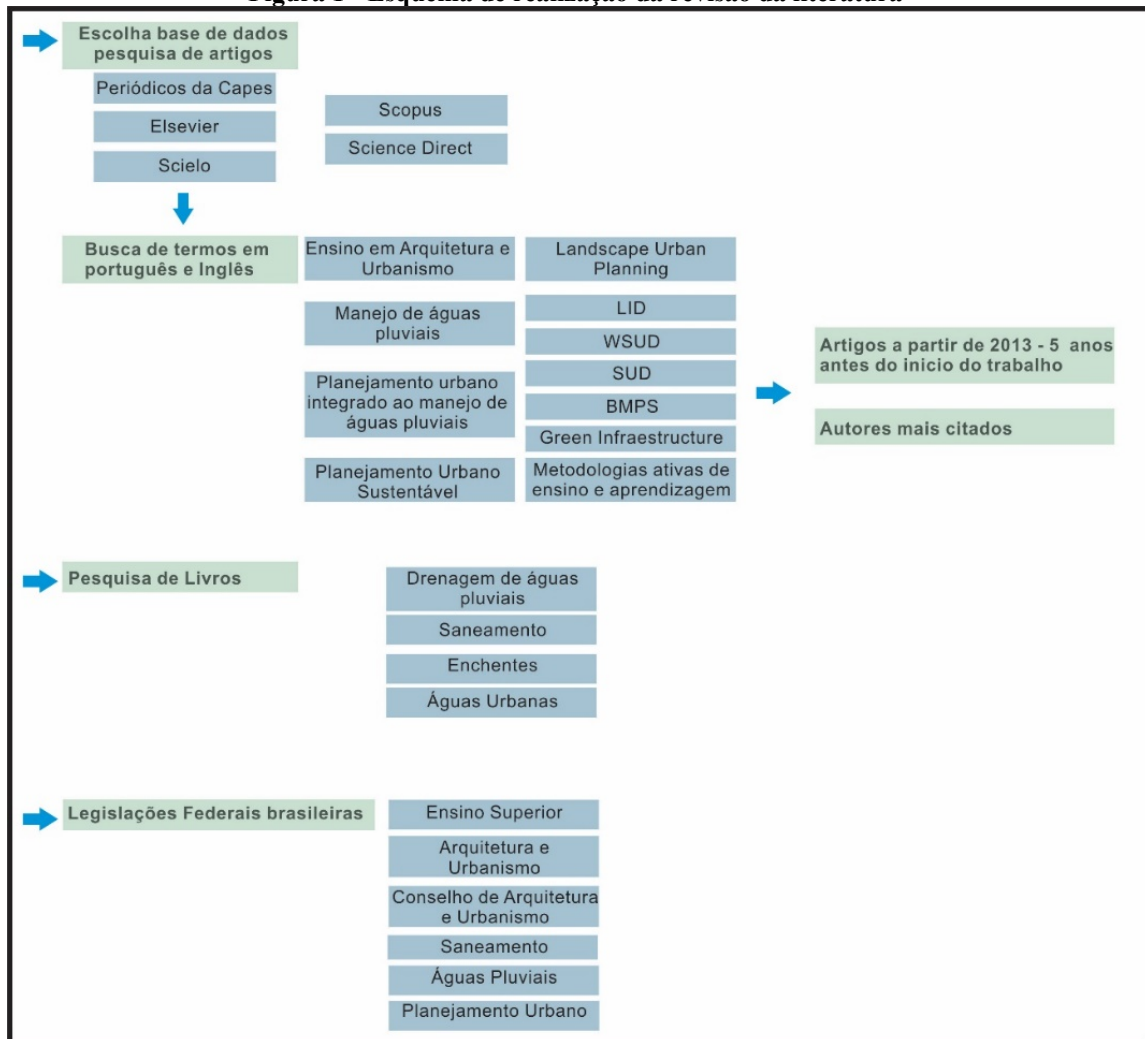 Escolha base de dados
pesquisa de artigos
Periódicos da Capes
Elsevier
Scielo
Scopus
Science Direct
Busca de termos em
português e Inglês
Ensino em Arquitetura e
Urbanismo
Manejo de águas
pluviais
Planejamento urbano
integrado ao manejo de
águas pluviais
Planejamento Urbano
Sustentável
Landscape Urban
Planning
LID
WSUD
SUD
BMPS
Green Infraestructure
Metodologias ativas de
ensino e aprendizagem
Artigos a partir de 2013 - 5 anos
antes do inicio do trabalho
Autores mais citados
Pesquisa de Livros
Drenagem de águas
pluviais
Saneamento
Enchentes
Águas Urbanas
Legislações Federais brasileiras
Ensino Superior
Arquitetura e
Urbanismo
Conselho de Arquitetura
e Urbanismo
Saneamento
Águas Pluviais
Planejamento Urbano